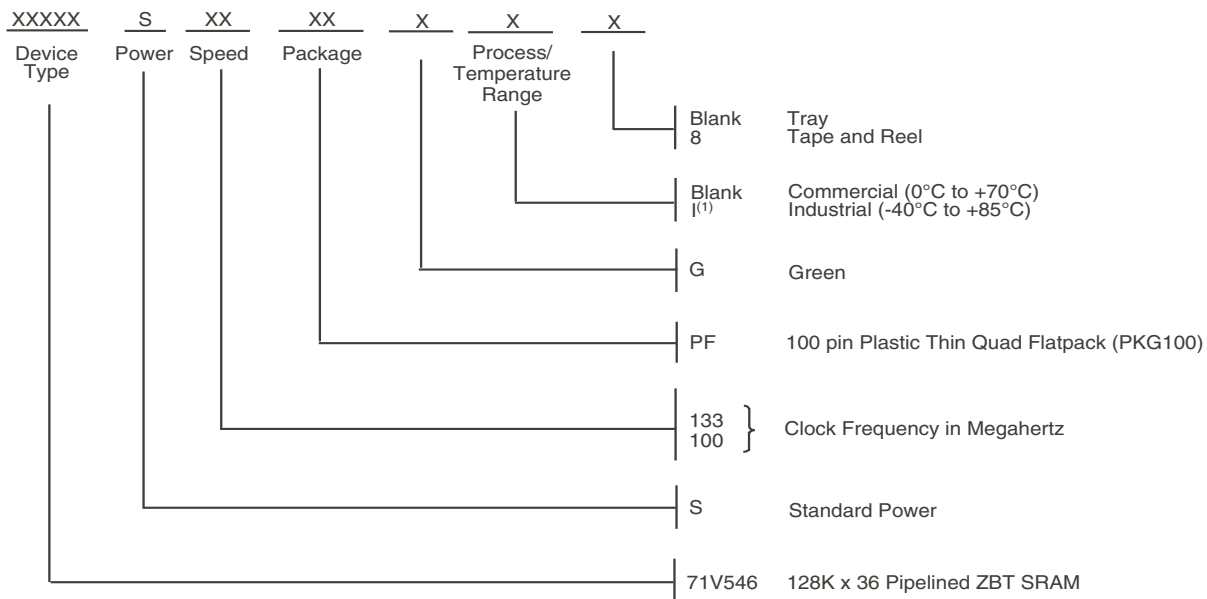 XXXXX S XX XX X X X
Device Type
Power
Speed
Package
Process/
Temperature
Range
Blank Tray
8 Tape and Reel
Blank Commercial (0°C to +70°C)
I(1) Industrial (-40°C to +85°C)
G Green
PF 100 pin Plastic Thin Quad Flatpack (PKG100)
133
100
Clock Frequency in Megahertz
S Standard Power
71V546 128K x 36 Pipelined ZBT SRAM